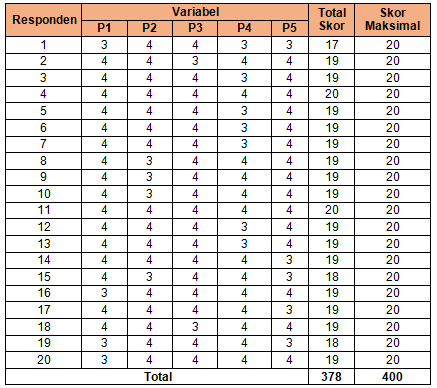 Responden Variabel Total Skor Skor Maksimal
P1 P2 P3 P4 P5
1 3 4 4 3 3 17 20
2 4 4 3 4 4 19 20
3 4 4 4 3 4 19 20
4 4 4 4 4 4 20 20
5 4 4 4 3 4 19 20
6 4 4 4 3 4 19 20
7 4 4 4 3 4 19 20
8 4 3 4 4 4 19 20
9 4 3 4 4 4 19 20
10 4 3 4 4 4 19 20
11 4 4 4 4 4 20 20
12 4 4 4 3 4 19 20
13 4 4 4 3 4 19 20
14 4 4 4 4 3 19 20
15 4 3 4 4 3 18 20
16 3 4 4 4 4 19 20
17 4 4 4 4 3 19 20
18 4 4 3 4 4 19 20
19 3 4 4 4 3 18 20
20 3 4 4 4 4 19 20
Total 378 400